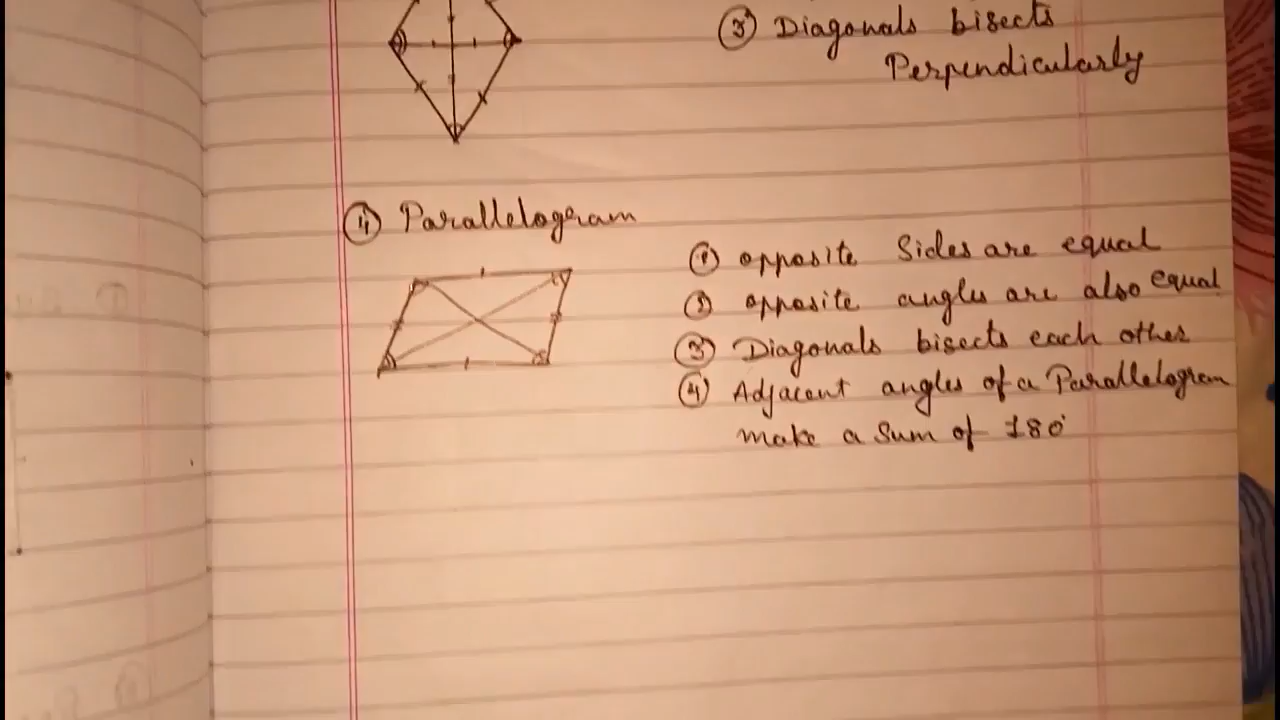 ③ Diagonals bisects
Perpendicularly
④ Parallelogram
① opposite Sides are equal
② opposite angles are also equal
③ Diagonals bisects each other
④ Adjacent angles of a Parallelogram
make a sum of 180°